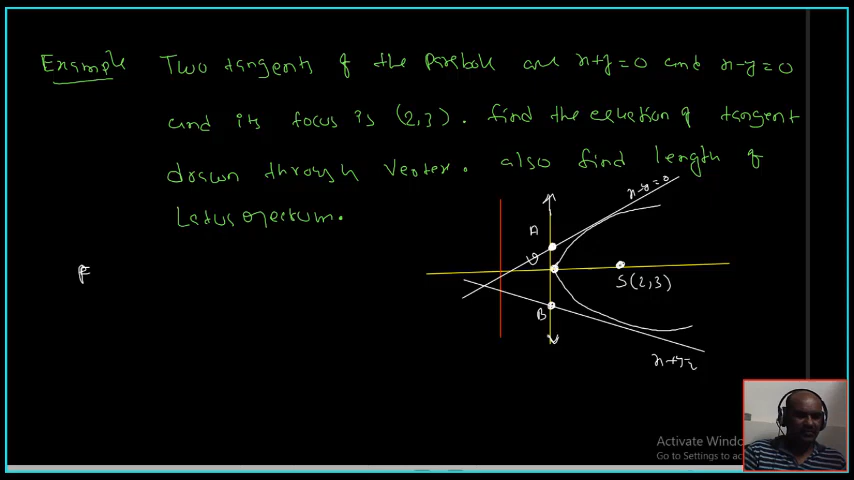 Example Two tangents of the parabola are x+y=0 and x-y=0
and its focus is (2,3). find the equation of tangent
drawn through vertex. also find length of
Latus rectum.
x-y=0
A
V
S(2,3)
B
x+y=
F
Activate Windo
Go to Settings to ac